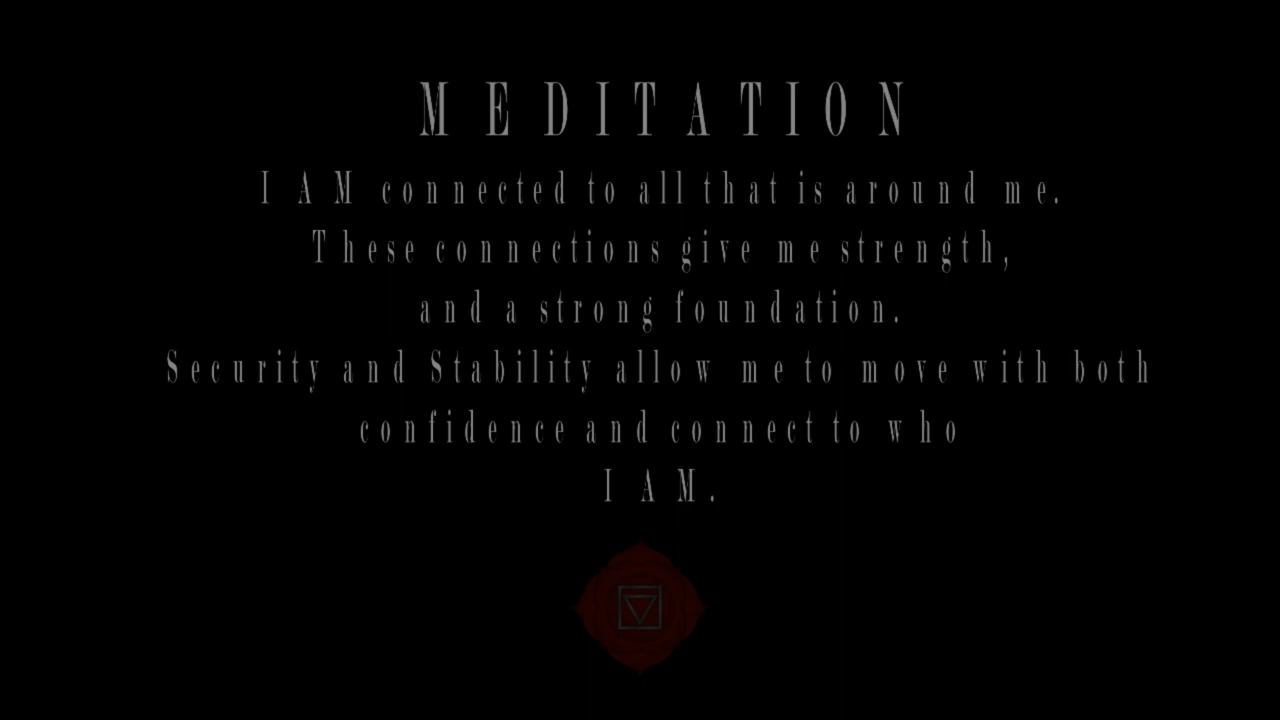 MEDITATION
I AM connected to all that is around me.
These connections give me strength,
and a strong foundation.
Security and Stability allow me to move with both
confidence and connect to who
I AM.